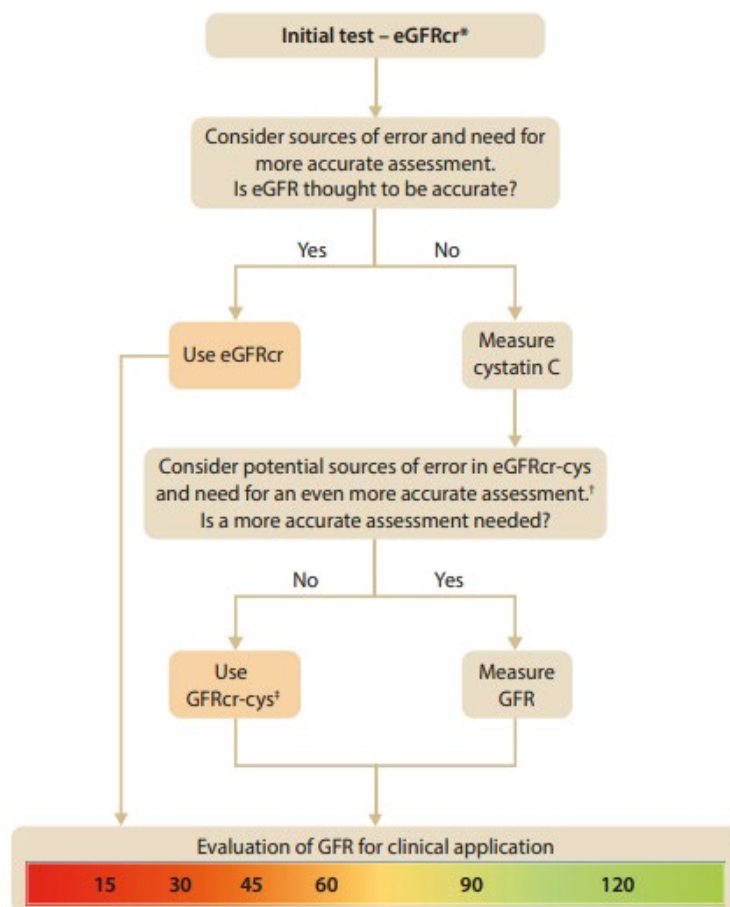 Initial test – eGFRcr*
Consider sources of error and need for
more accurate assessment.
Is eGFR thought to be accurate?
Yes
No
Use eGFRcr
Measure
cystatin C
Consider potential sources of error in eGFRcr-cys
and need for an even more accurate assessment.†
Is a more accurate assessment needed?
No
Yes
Use
GFRcr-cys‡
Measure
GFR
Evaluation of GFR for clinical application
15 30 45 60 90 120